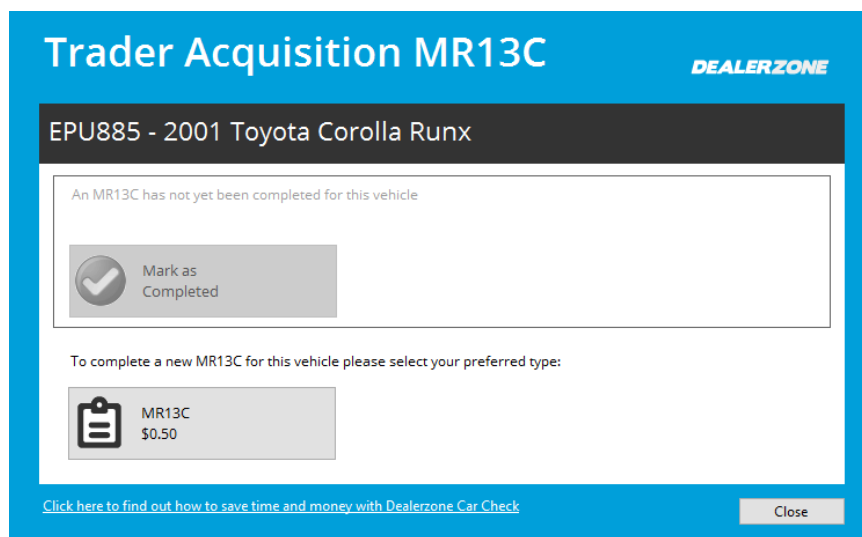 Trader Acquisition MR13C
DEALERZONE
EPU885 - 2001 Toyota Corolla Runx
An MR13C has not yet been completed for this vehicle
Mark as
Completed
To complete a new MR13C for this vehicle please select your preferred type:
MR13C
$0.50
Click here to find out how to save time and money with Dealerzone Car Check
Close